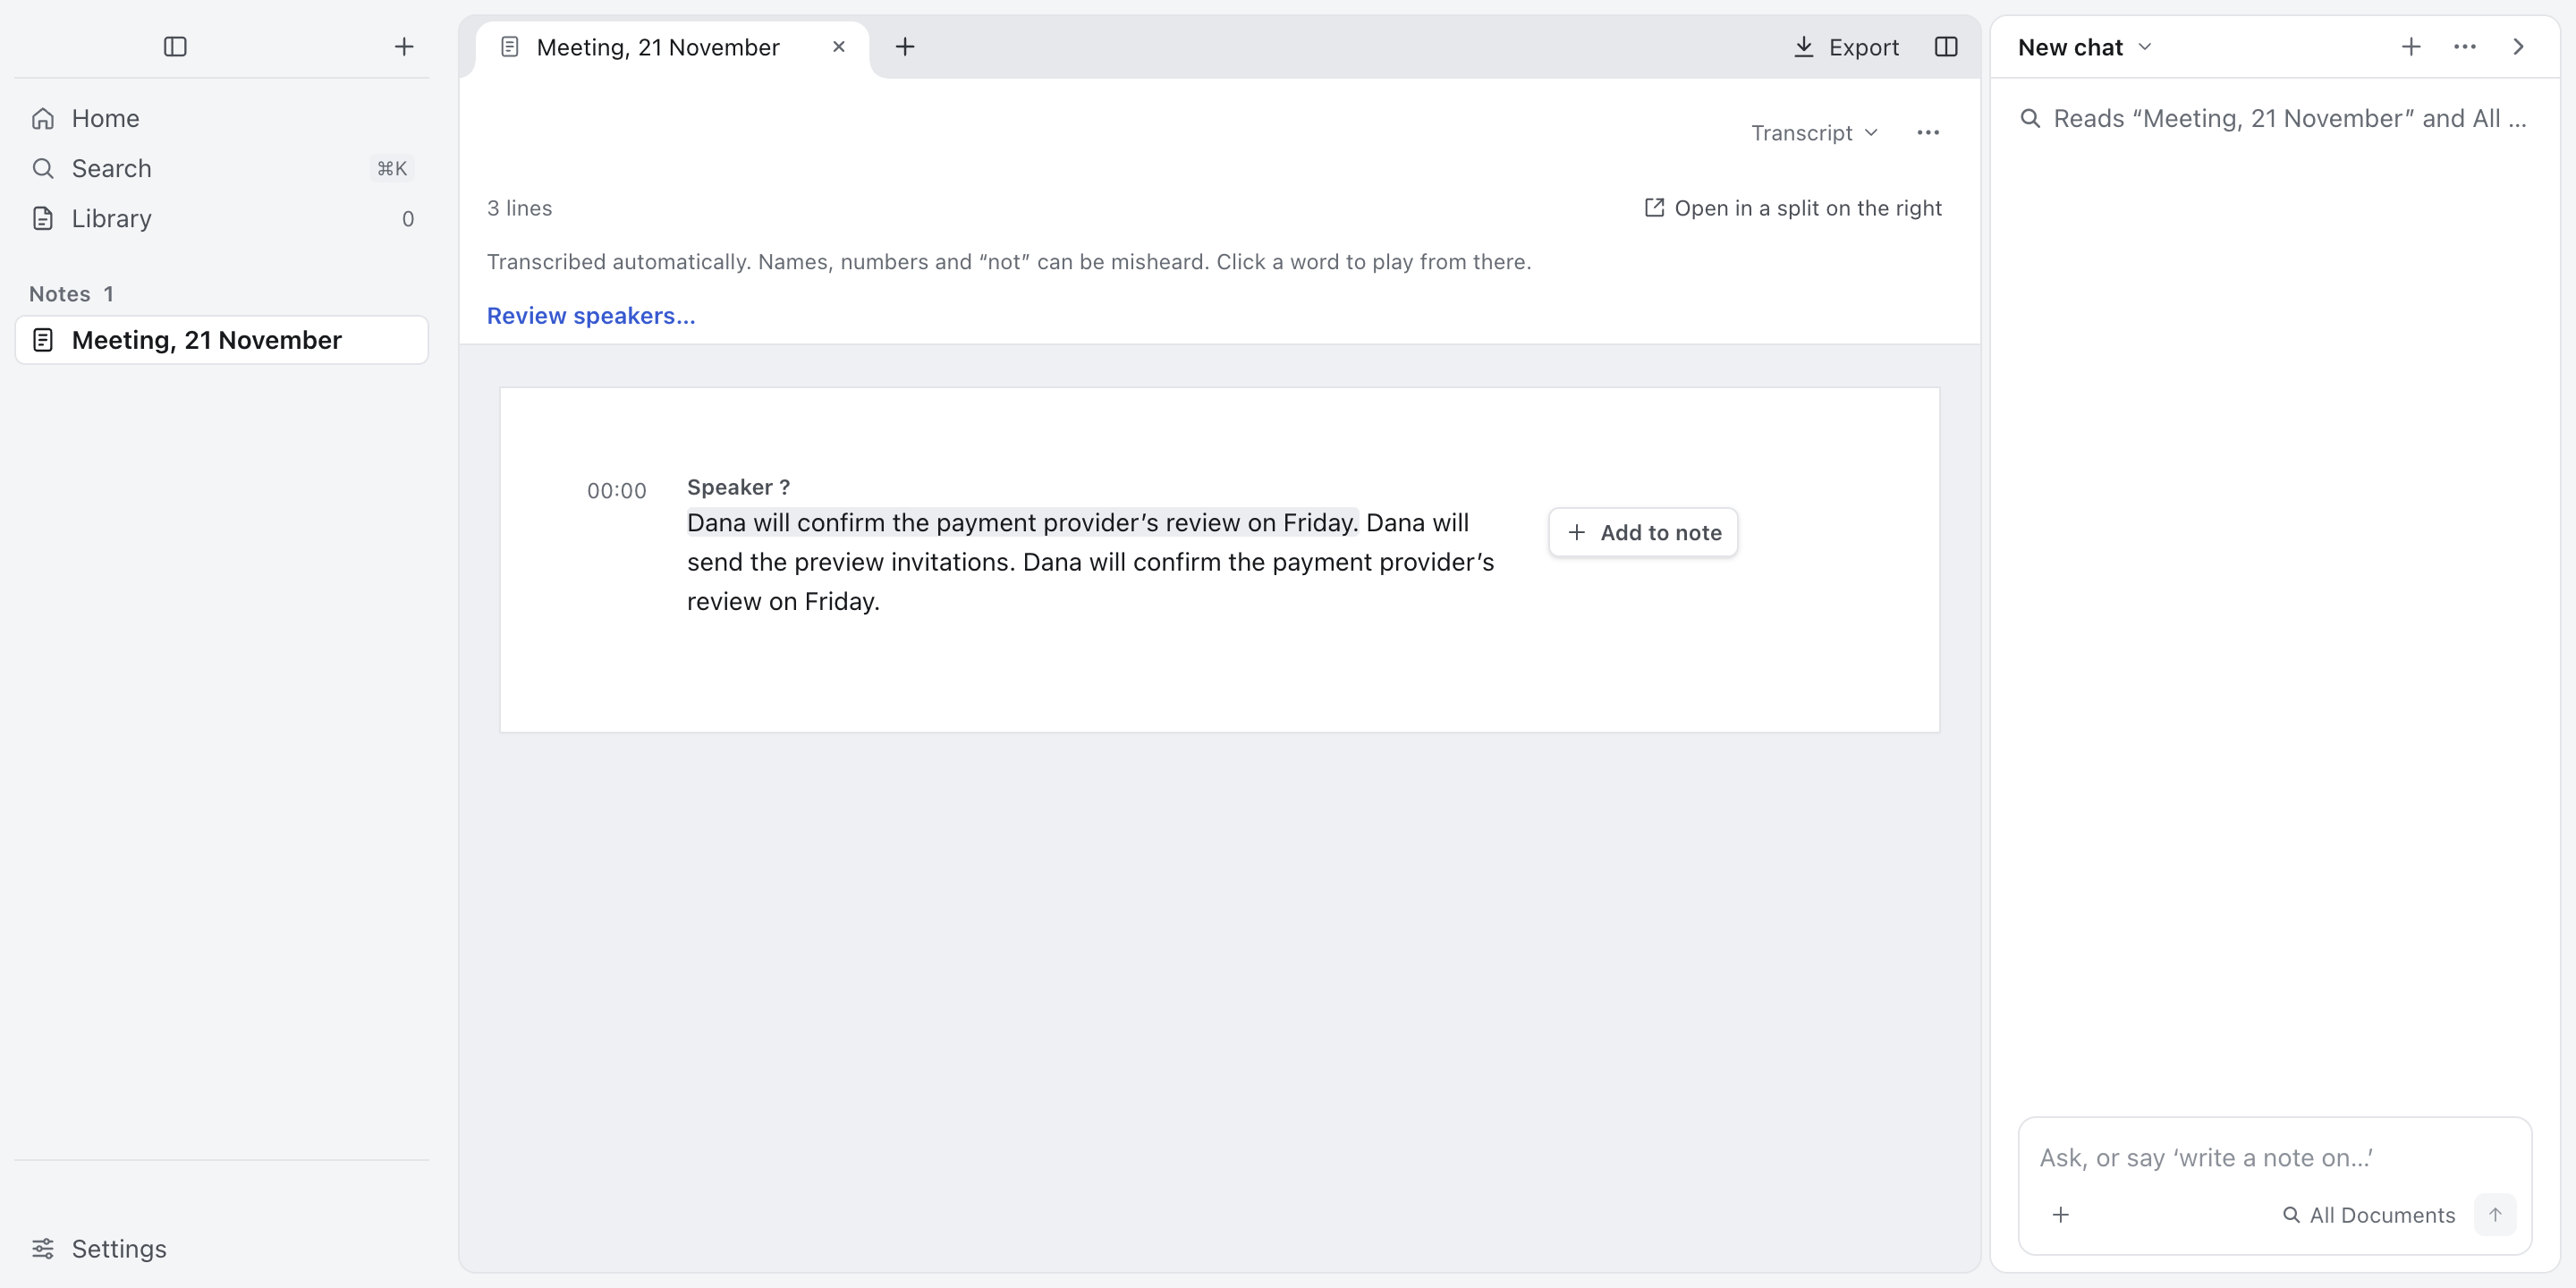 Home
Search ⌘K
Library 0
Notes 1
Meeting, 21 November
Settings
Meeting, 21 November
Export
Transcript
3 lines
Open in a split on the right
Transcribed automatically. Names, numbers and “not” can be misheard. Click a word to play from there.
Review speakers...
00:00
Speaker ?
Dana will confirm the payment provider’s review on Friday. Dana will
send the preview invitations. Dana will confirm the payment provider’s
review on Friday.
+ Add to note
New chat
Reads “Meeting, 21 November” and All ...
Ask, or say ‘write a note on...’
All Documents